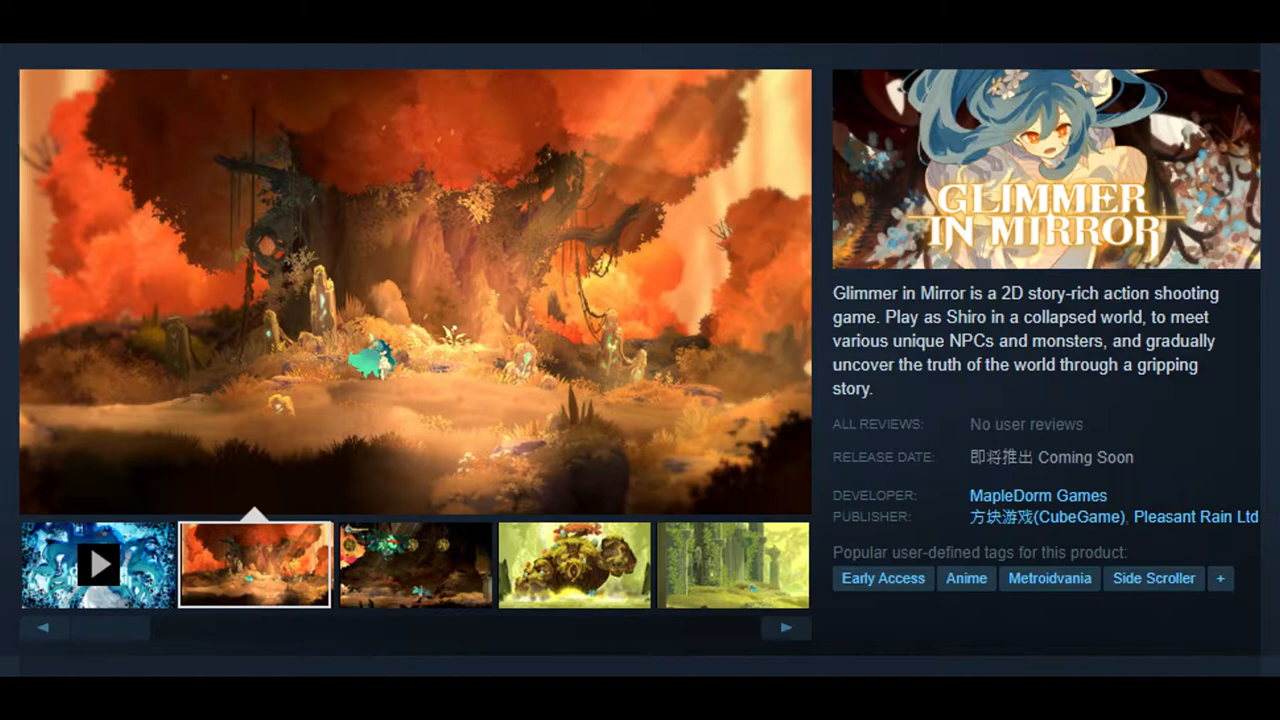 GLIMMER
IN MIRROR
Glimmer in Mirror is a 2D story-rich action shooting
game. Play as Shiro in a collapsed world, to meet
various unique NPCs and monsters, and gradually
uncover the truth of the world through a gripping
story.
ALL REVIEWS: No user reviews
RELEASE DATE: 即将推出 Coming Soon
DEVELOPER: MapleDorm Games
PUBLISHER: 方块游戏(CubeGame), Pleasant Rain Ltd
Popular user-defined tags for this product:
Early Access Anime Metroidvania Side Scroller +